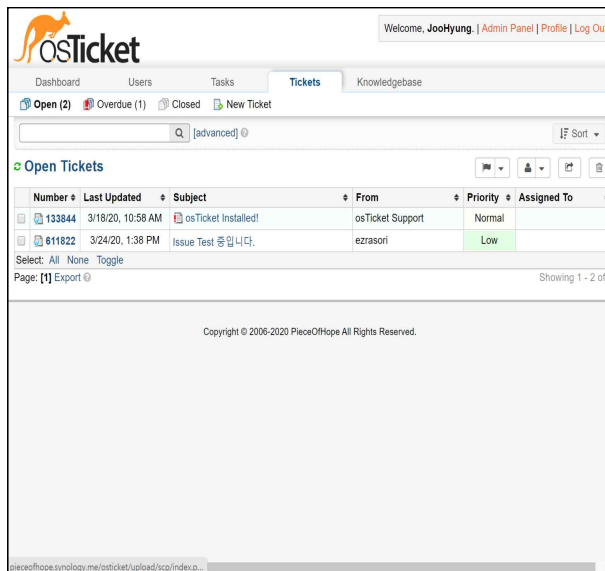 osTicket
Welcome, JooHyung. | Admin Panel | Profile | Log Ou
Dashboard Users Tasks Tickets Knowledgebase
Open (2) Overdue (1) Closed New Ticket
[advanced] Sort
Open Tickets
Number Last Updated Subject From Priority Assigned To
133844 3/18/20, 10:58 AM osTicket Installed! osTicket Support Normal
611822 3/24/20, 1:38 PM Issue Test 중입니다. ezrasori Low
Select: All None Toggle
Page: [1] Export Showing 1 - 2 of
Copyright © 2006-2020 PieceOfHope All Rights Reserved.
pieceofhope.synology.me/osticket/upload/scp/index.p...